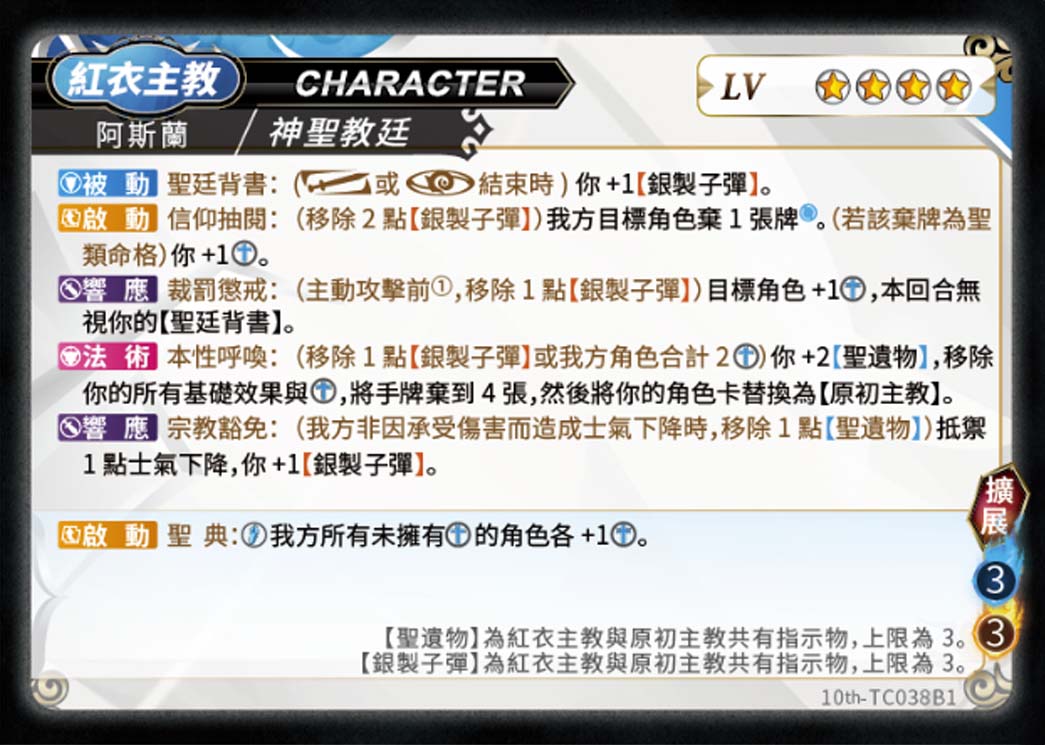 紅衣主教 CHARACTER LV
阿斯蘭 / 神聖教廷
被 動 聖廷背書：(或結束時)你+1【銀製子彈】。
啟 動 信仰抽閱：(移除2點【銀製子彈】)我方目標角色棄1張牌。(若該棄牌為聖
類命格)你+1。
響 應 裁罰懲戒：(主動攻擊前①,移除1點【銀製子彈】)目標角色+1,本回合無
視你的【聖廷背書】。
法 術 本性呼喚：(移除1點【銀製子彈】或我方角色合計2)你+2【聖遺物】,移除
你的所有基礎效果與,將手牌棄到4張,然後將你的角色卡替換為【原初主教】。
響 應 宗教豁免：(我方非因承受傷害而造成士氣下降時,移除1點【聖遺物】)抵禦
1點士氣下降,你+1【銀製子彈】。
擴展
啟 動 聖 典:我方所有未擁有的角色各+1。
3
3
【聖遺物】為紅衣主教與原初主教共有指示物,上限為 3。
【銀製子彈】為紅衣主教與原初主教共有指示物,上限為 3。
10th-TC038B1